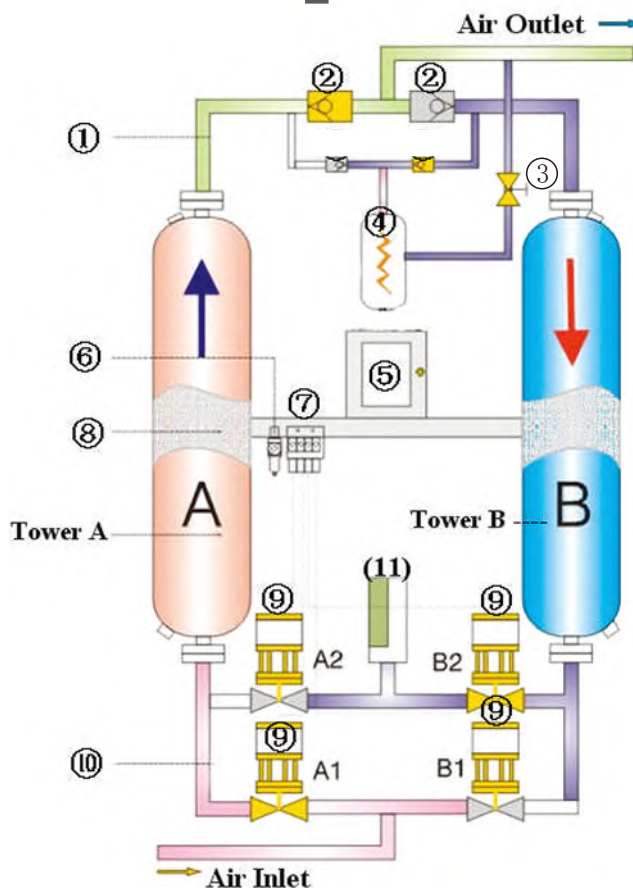 Air Outlet
② ②
①
③
④
⑥
⑤
⑦
⑧
A B
Tower A Tower B
(11)
⑨ ⑨
A2 B2
⑨ ⑨
⑩ A1 B1
Air Inlet